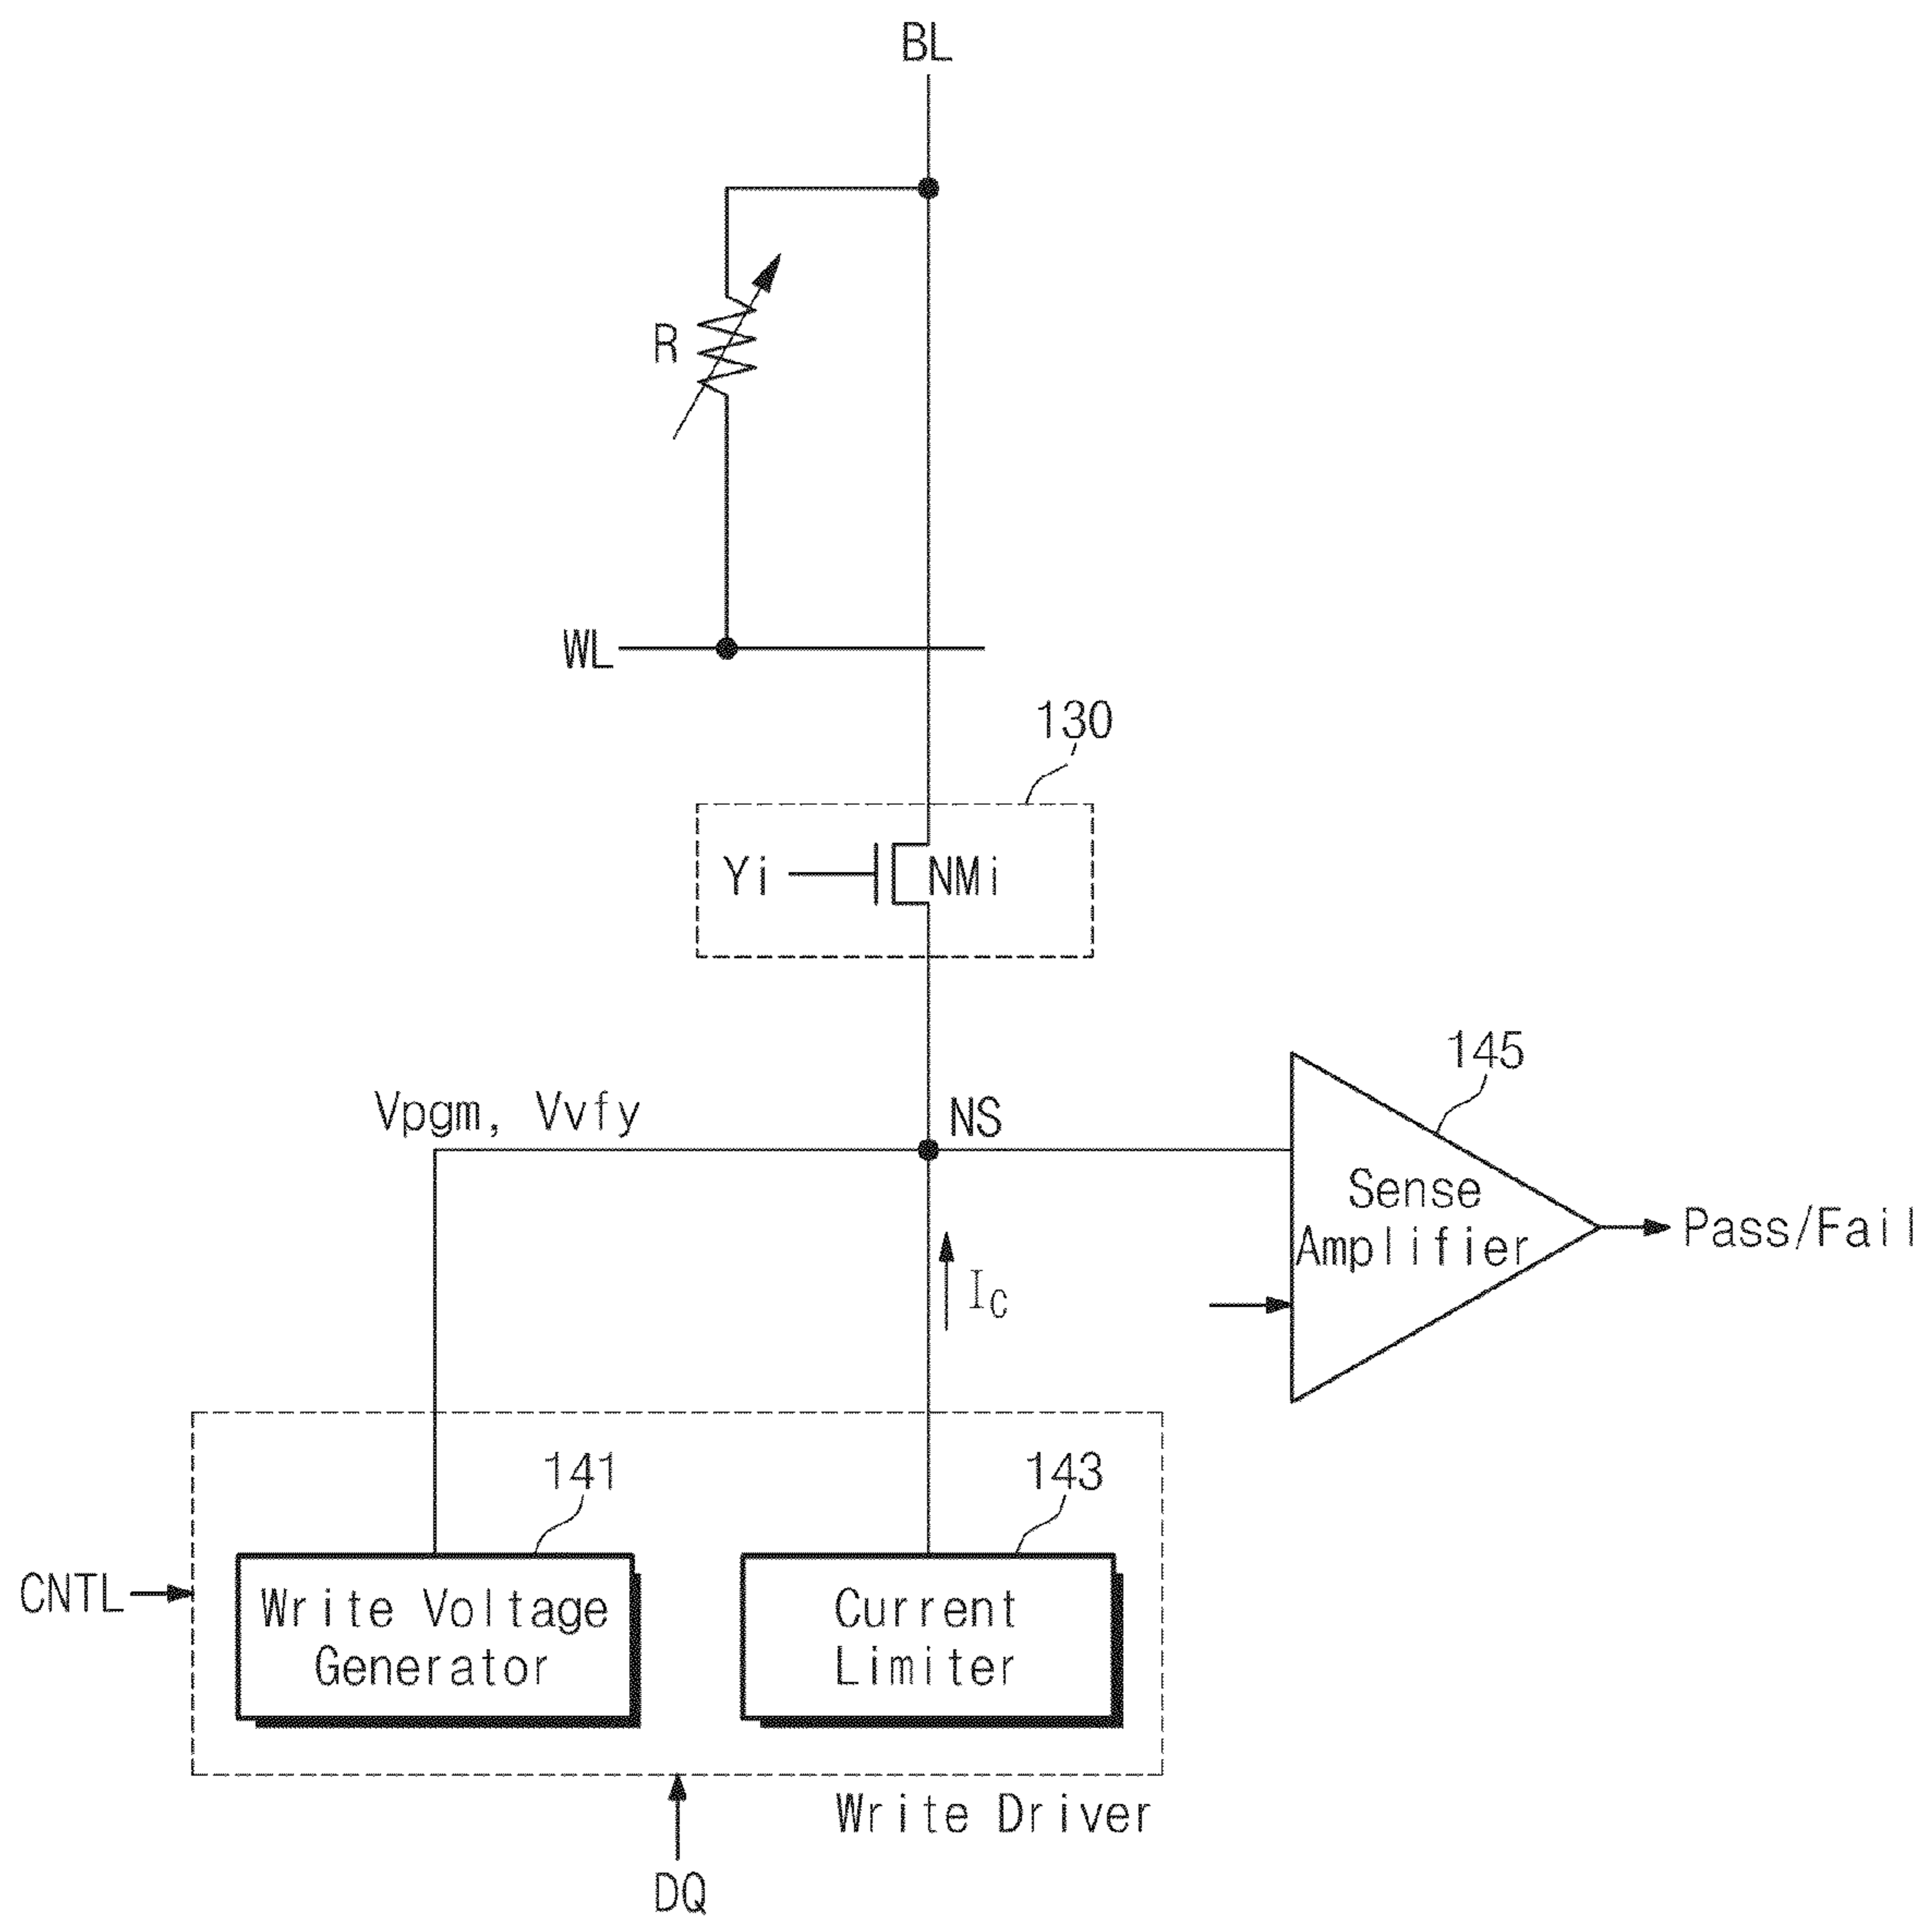 BL
R
WL
130
Yi
NMi
145
Vpgm, Vvfy
NS
Sense
Amplifier
Pass/Fail
IC
141
143
CNTL
Write Voltage
Generator
Current
Limiter
Write Driver
DQ